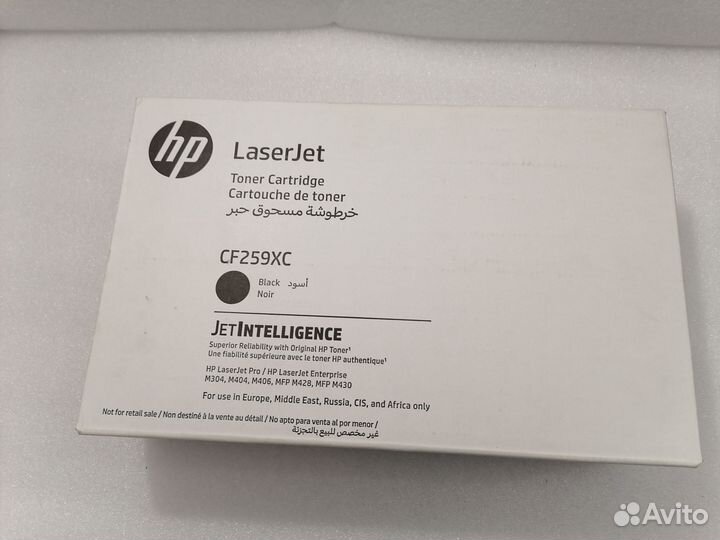 hp
LaserJet
Toner Cartridge
Cartouche de toner
خرطوشة مسحوق حبر
CF259XC
Black أسود
Noir
JETINTELLIGENCE
Superior Reliability with Original HP Toner¹
Une fiabilité supérieure avec le toner HP authentique¹
HP LaserJet Pro / HP LaserJet Enterprise
M304, M404, M406, MFP M428, MFP M430
For use in Europe, Middle East, Russia, CIS, and Africa only
Not for retail sale / Non destiné à la vente au détail / No apto para venta al por menor /
غير مخصص للبيع بالتجزئة
Avito